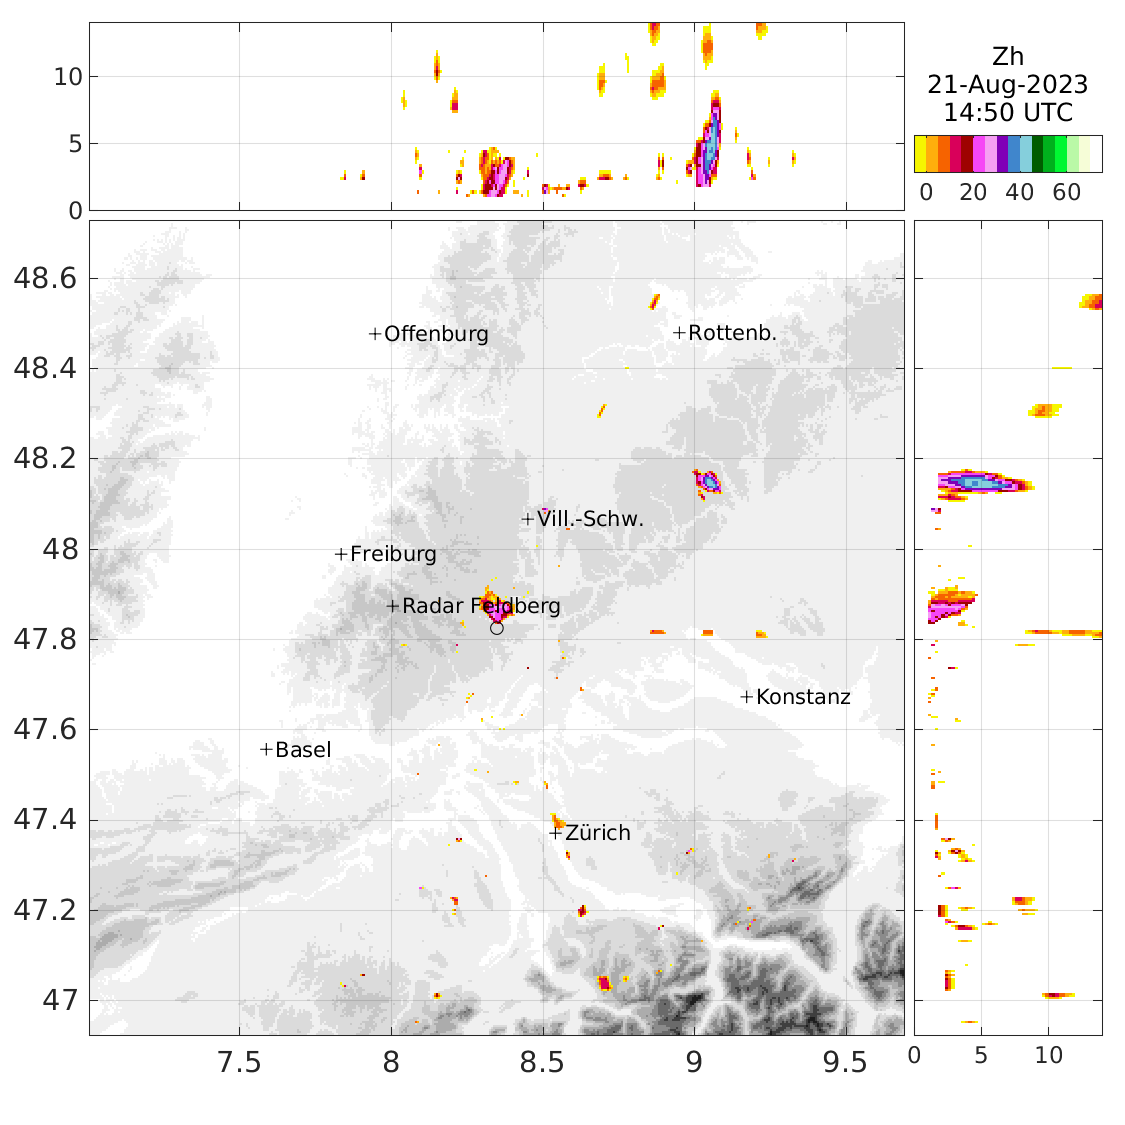 Zh
21-Aug-2023
14:50 UTC
0 20 40 60
10
5
0
48.6
48.4
48.2
48
47.8
47.6
47.4
47.2
47
Offenburg
Rottenb.
Vill.-Schw.
Freiburg
Radar Feldberg
Konstanz
Basel
Zürich
7.5 8 8.5 9 9.5
0 5 10